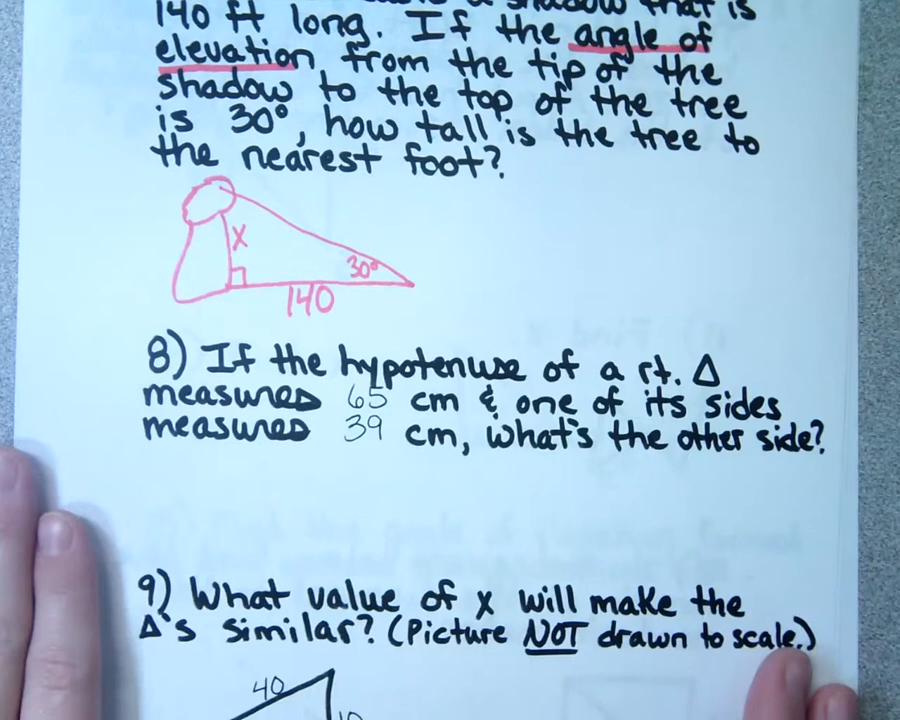 shadow that is
140 ft long. If the angle of
elevation from the tip of the
shadow to the top of the tree
is 30°, how tall is the tree to
the nearest foot?
x
30°
140
8) If the hypotenuse of a rt. Δ
measures 65 cm & one of its sides
measures 39 cm, what's the other side?
9) What value of x will make the
Δ's similar? (Picture NOT drawn to scale.)
40